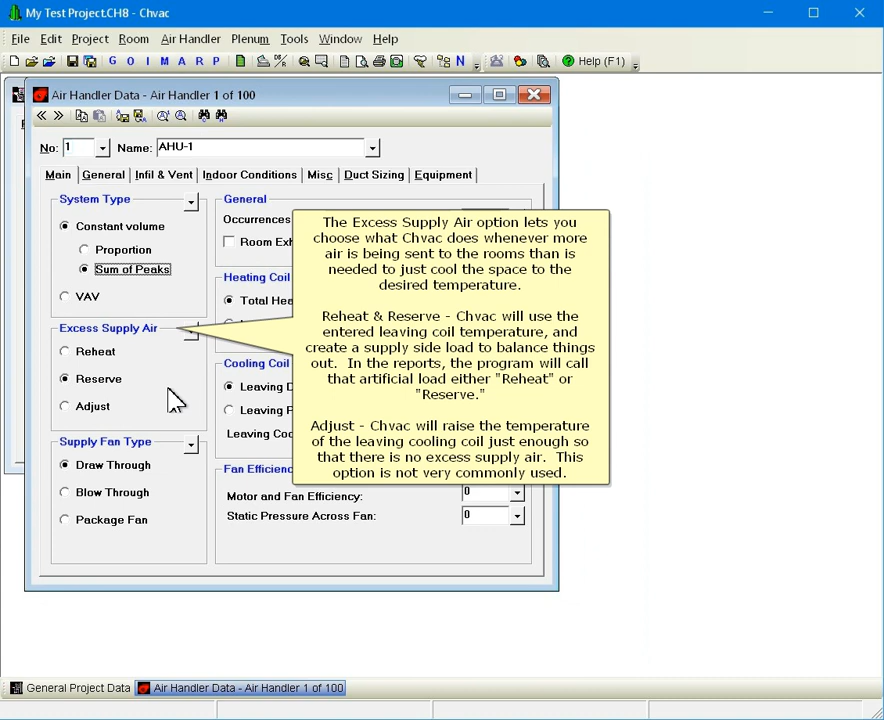 My Test Project.CH8 - Chvac
File Edit Project Room Air Handler Plenum Tools Window Help
G O I M A R P N Help (F1)
Air Handler Data - Air Handler 1 of 100
No: 1 Name: AHU-1
Main General Infil & Vent Indoor Conditions Misc Duct Sizing Equipment
System Type
Constant volume
Proportion
Sum of Peaks
VAV
Excess Supply Air
Reheat
Reserve
Adjust
Supply Fan Type
Draw Through
Blow Through
Package Fan
General
Occurrences
Room Exh
Heating Coil
Total Hea
Cooling Coil
Leaving D
Leaving
Leaving Coo
Fan Efficienc
Motor and Fan Efficiency: 0
Static Pressure Across Fan: 0
The Excess Supply Air option lets you
choose what Chvac does whenever more
air is being sent to the rooms than is
needed to just cool the space to the
desired temperature.
Reheat & Reserve - Chvac will use the
entered leaving coil temperature, and
create a supply side load to balance things
out. In the reports, the program will call
that artificial load either "Reheat" or
"Reserve."
Adjust - Chvac will raise the temperature
of the leaving cooling coil just enough so
that there is no excess supply air. This
option is not very commonly used.
General Project Data Air Handler Data - Air Handler 1 of 100